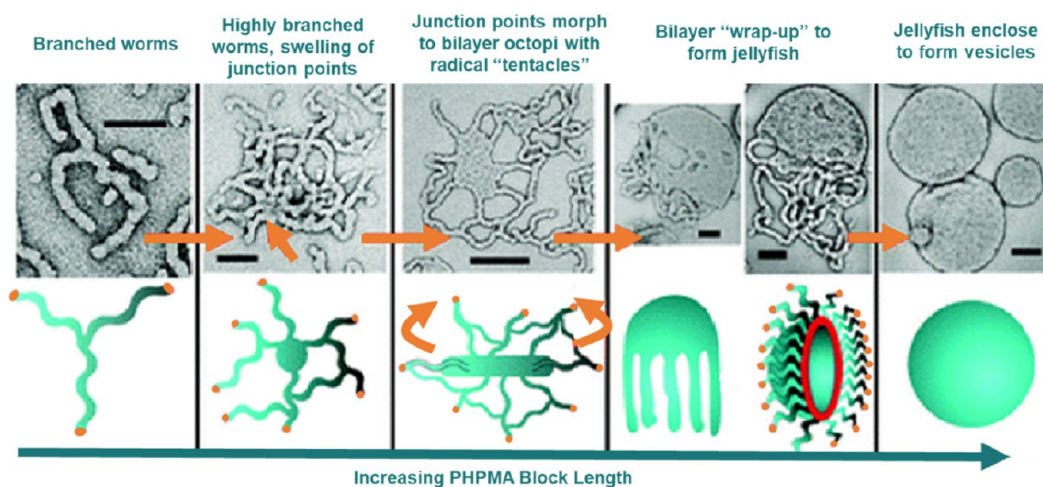 Branched worms
Highly branched
worms, swelling of
junction points
Junction points morph
to bilayer octopi with
radical “tentacles”
Bilayer “wrap-up” to
form jellyfish
Jellyfish enclose
to form vesicles
Increasing PHPMA Block Length